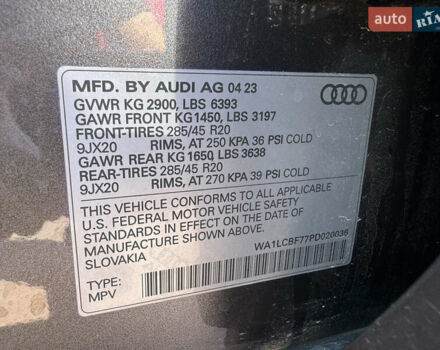 auto RIA
MFD. BY AUDI AG 04 23
GVWR KG 2900, LBS 6393
GAWR FRONT KG1450, LBS 3197
FRONT-TIRES 285/45 R20
9JX20 RIMS, AT 250 KPA 36 PSI COLD
GAWR REAR KG 1650, LBS 3638
REAR-TIRES 285/45 R20
9JX20 RIMS, AT 270 KPA 39 PSI COLD
THIS VEHICLE CONFORMS TO ALL APPLICABLE
U.S. FEDERAL MOTOR VEHICLE SAFETY
STANDARDS IN EFFECT ON THE DATE OF
MANUFACTURE SHOWN ABOVE.
SLOVAKIA WA1LCBF77PD020036
TYPE:
MPV